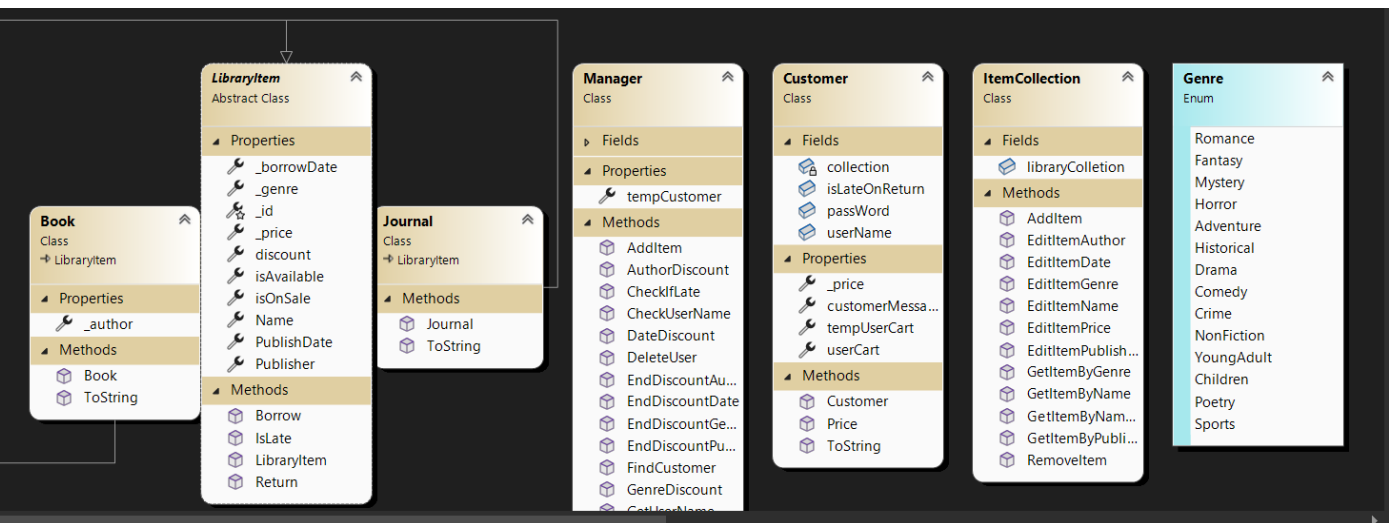 LibraryItem
Abstract Class
Properties
_borrowDate
_genre
_id
_price
discount
isAvailable
isOnSale
Name
PublishDate
Publisher
Methods
Borrow
IsLate
LibraryItem
Return
Book
Class
LibraryItem
Properties
_author
Methods
Book
ToString
Journal
Class
LibraryItem
Methods
Journal
ToString
Manager
Class
Fields
Properties
tempCustomer
Methods
AddItem
AuthorDiscount
CheckIfLate
CheckUserName
DateDiscount
DeleteUser
EndDiscountAu...
EndDiscountDate
EndDiscountGe...
EndDiscountPu...
FindCustomer
GenreDiscount
GetUserName
Customer
Class
Fields
collection
isLateOnReturn
passWord
userName
Properties
_price
customerMessa...
tempUserCart
userCart
Methods
Customer
Price
ToString
ItemCollection
Class
Fields
libraryColletion
Methods
AddItem
EditItemAuthor
EditItemDate
EditItemGenre
EditItemName
EditItemPrice
EditItemPublish...
GetItemByGenre
GetItemByName
GetItemByNam...
GetItemByPubli...
RemoveItem
Genre
Enum
Romance
Fantasy
Mystery
Horror
Adventure
Historical
Drama
Comedy
Crime
NonFiction
YoungAdult
Children
Poetry
Sports